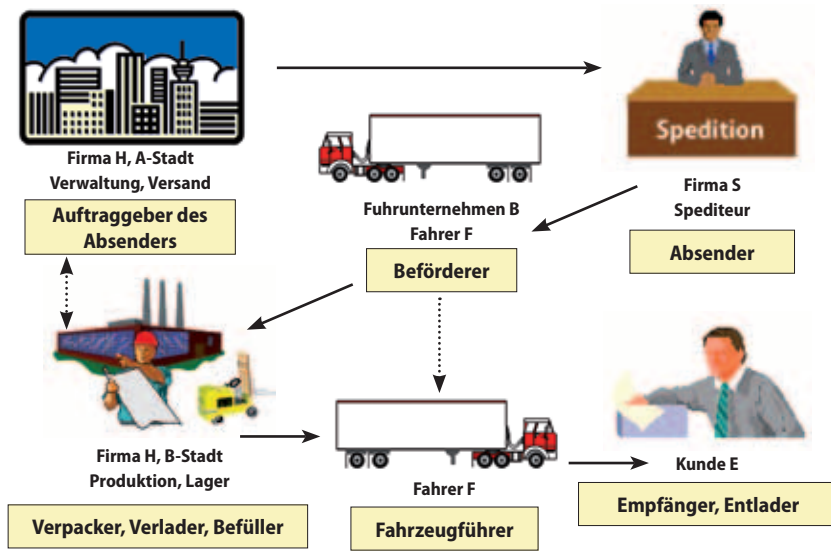 Firma H, A-Stadt
Verwaltung, Versand
Auftraggeber des
Absenders
Fuhrunternehmen B
Fahrer F
Beförderer
Spedition
Firma S
Spediteur
Absender
Firma H, B-Stadt
Produktion, Lager
Verpacker, Verlader, Befüller
Fahrer F
Fahrzeugführer
Kunde E
Empfänger, Entlader